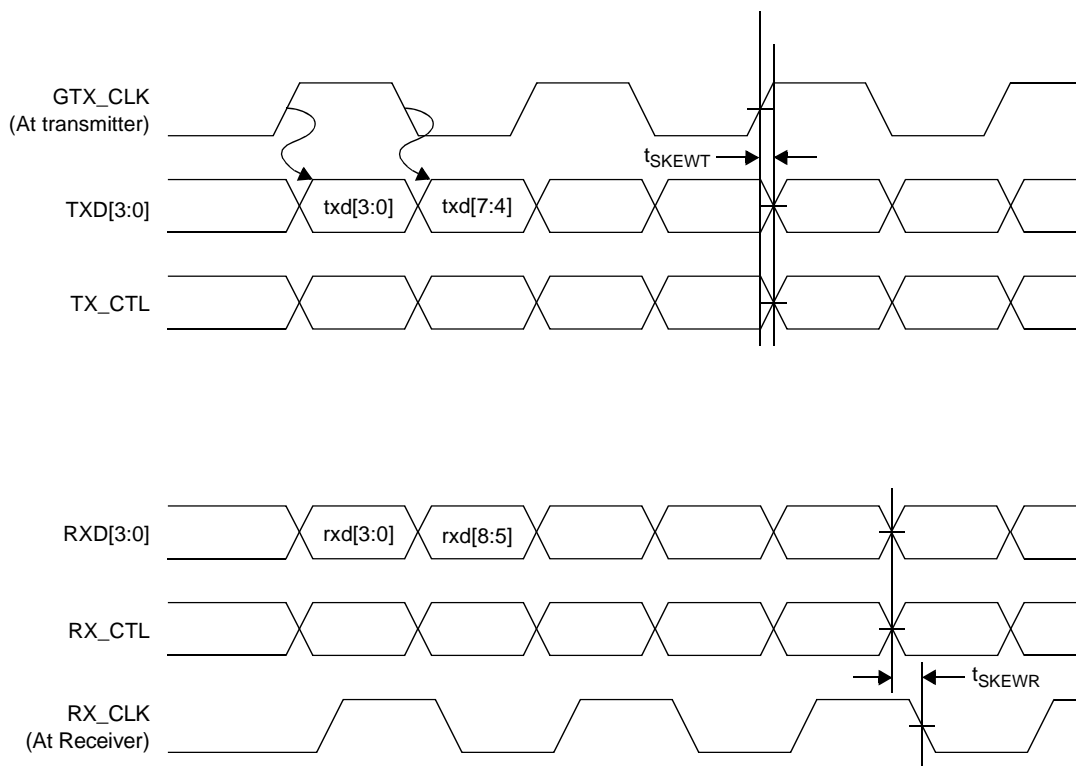 GTX_CLK
(At transmitter)
tSKEWT
TXD[3:0]
txd[3:0]
txd[7:4]
TX_CTL
RXD[3:0]
rxd[3:0]
rxd[8:5]
RX_CTL
tSKEWR
RX_CLK
(At Receiver)